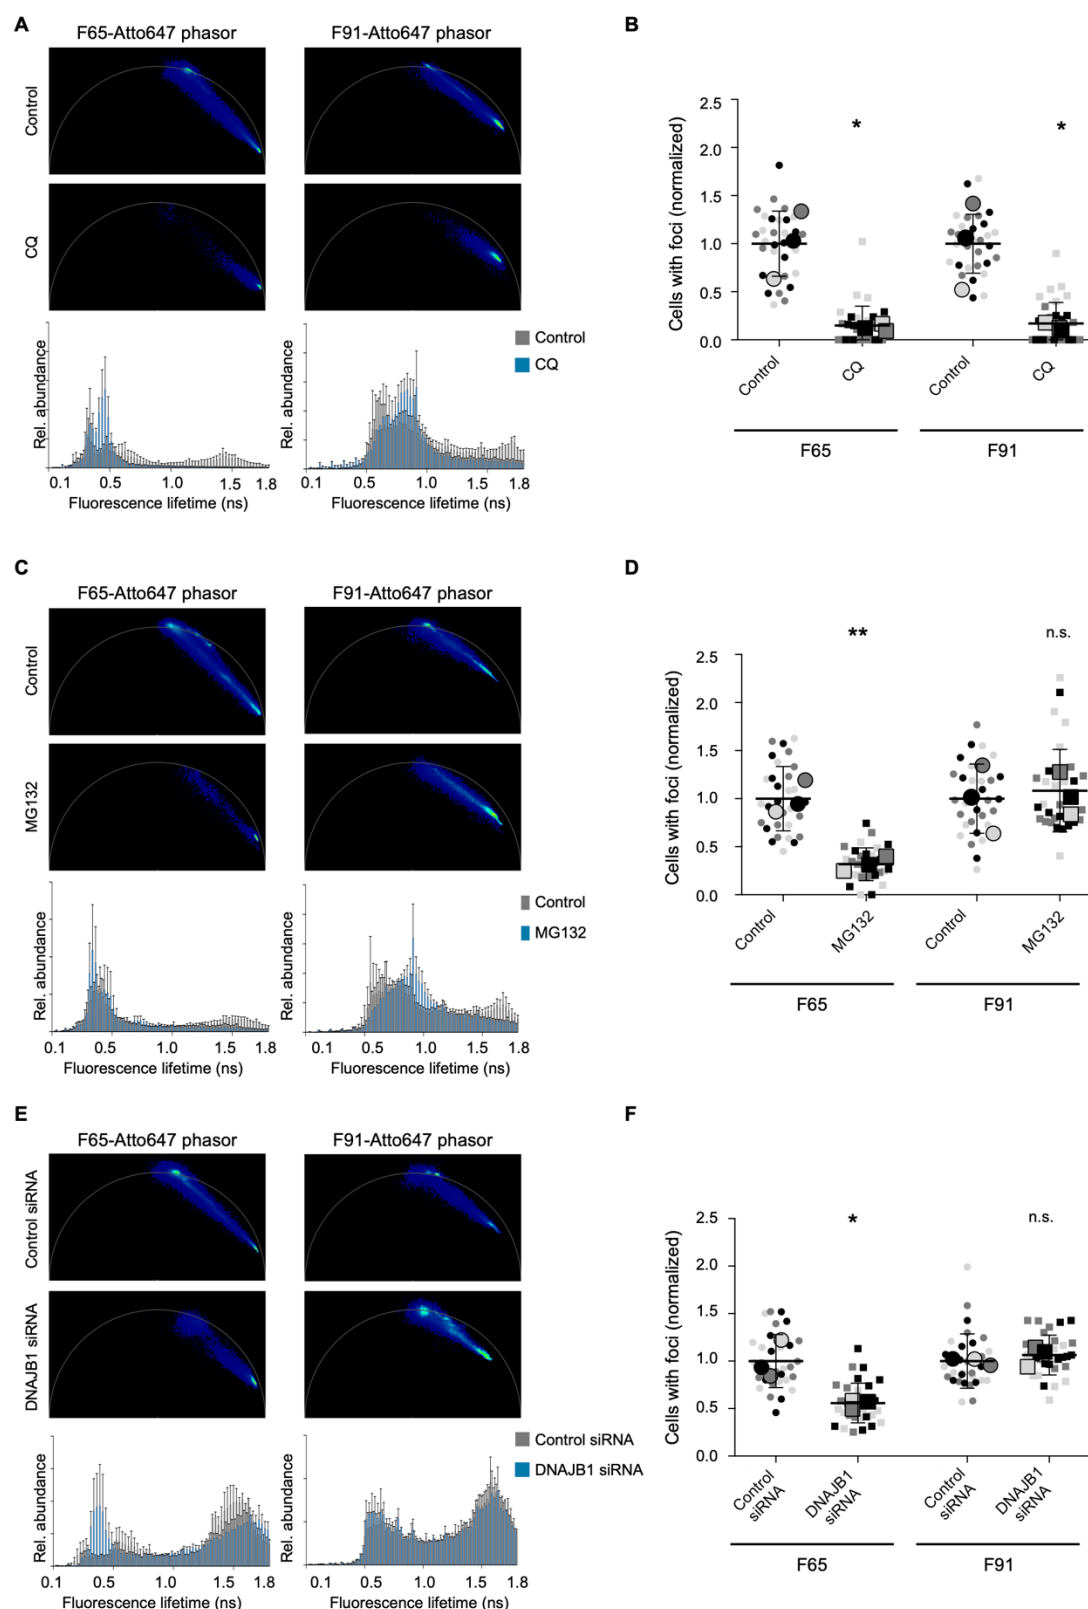 A
F65-Atto647 phasor
F91-Atto647 phasor
Control
CQ
Rel. abundance
Rel. abundance
Control
CQ
0.1 0.5 1.0 1.5 1.8
0.1 0.5 1.0 1.5 1.8
Fluorescence lifetime (ns)
Fluorescence lifetime (ns)
B
Cells with foci (normalized)
2.5
2.0
1.5
1.0
0.5
0.0
*
*
Control
CQ
Control
CQ
F65
F91
C
F65-Atto647 phasor
F91-Atto647 phasor
Control
MG132
Rel. abundance
Rel. abundance
Control
MG132
0.1 0.5 1.0 1.5 1.8
0.1 0.5 1.0 1.5 1.8
Fluorescence lifetime (ns)
Fluorescence lifetime (ns)
D
Cells with foci (normalized)
2.5
2.0
1.5
1.0
0.5
0.0
**
n.s.
Control
MG132
Control
MG132
F65
F91
E
F65-Atto647 phasor
F91-Atto647 phasor
Control siRNA
DNAJB1 siRNA
Rel. abundance
Rel. abundance
Control siRNA
DNAJB1 siRNA
0.1 0.5 1.0 1.5 1.8
0.1 0.5 1.0 1.5 1.8
Fluorescence lifetime (ns)
Fluorescence lifetime (ns)
F
Cells with foci (normalized)
2.5
2.0
1.5
1.0
0.5
0.0
*
n.s.
Control
siRNA
DNAJB1
siRNA
Control
siRNA
DNAJB1
siRNA
F65
F91